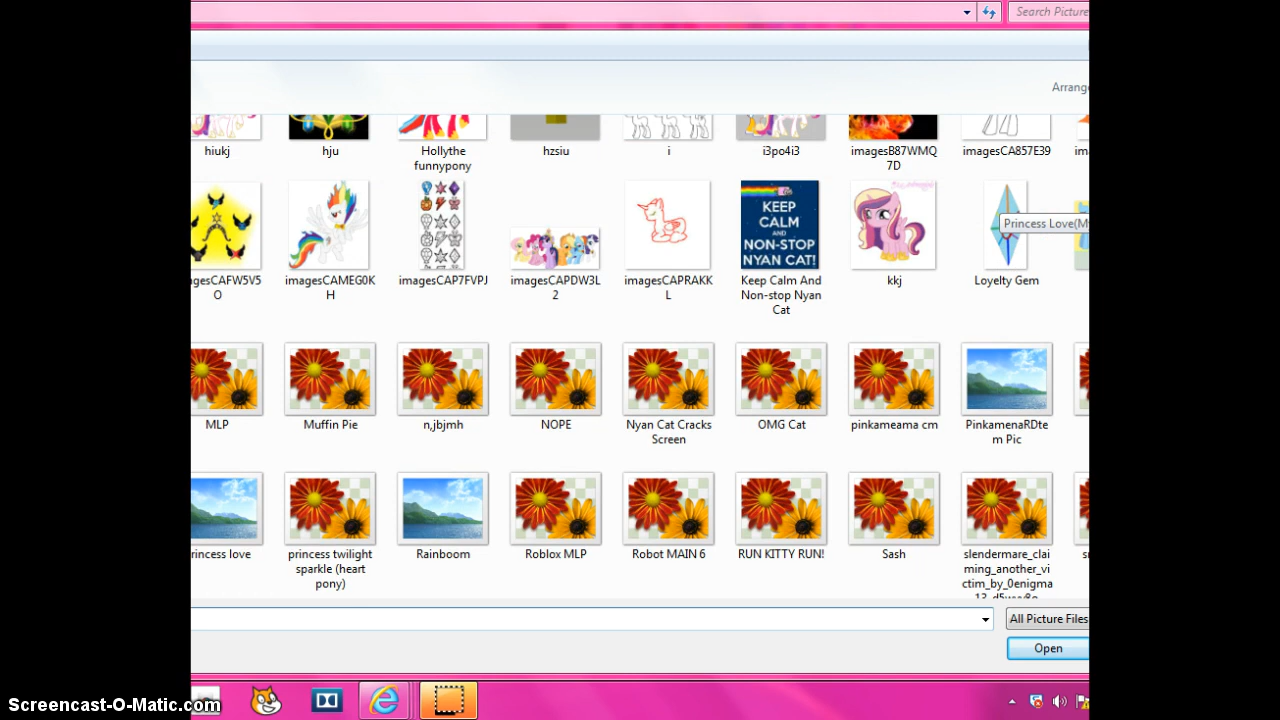 Search Picture
Arrange
hiukj
hju
Hollythe
funnypony
hzsiu
i
i3po4i3
imagesB87WMQ
7D
imagesCA857E39
im
gesCAFW5V5
O
imagesCAMEG0K
H
imagesCAP7FVPJ
imagesCAPDW3L
2
imagesCAPRAKK
L
KEEP
CALM
AND
NON-STOP
NYAN CAT!
Keep Calm And
Non-stop Nyan
Cat
kkj
Princess Love(M
Loyelty Gem
MLP
Muffin Pie
n,jbjmh
NOPE
Nyan Cat Cracks
Screen
OMG Cat
pinkameama cm
PinkamenaRDte
m Pic
rincess love
princess twilight
sparkle (heart
pony)
Rainboom
Roblox MLP
Robot MAIN 6
RUN KITTY RUN!
Sash
slendermare_clai
ming_another_vi
ctim_by_0enigma
All Picture Files
Open
Screencast-O-Matic.com